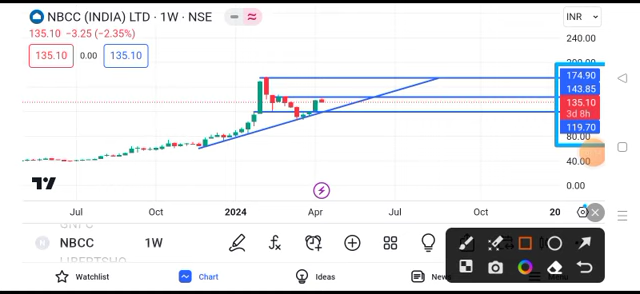 NBCC (INDIA) LTD · 1W · NSE
INR
135.10 −3.25 (−2.35%)
135.10 0.00 135.10
240.00
174.90
143.85
135.10
3d 8h
119.70
80.00
40.00
0.00
Jul Oct 2024 Apr Jul Oct 20
NBCC 1W
Watchlist Chart Ideas News